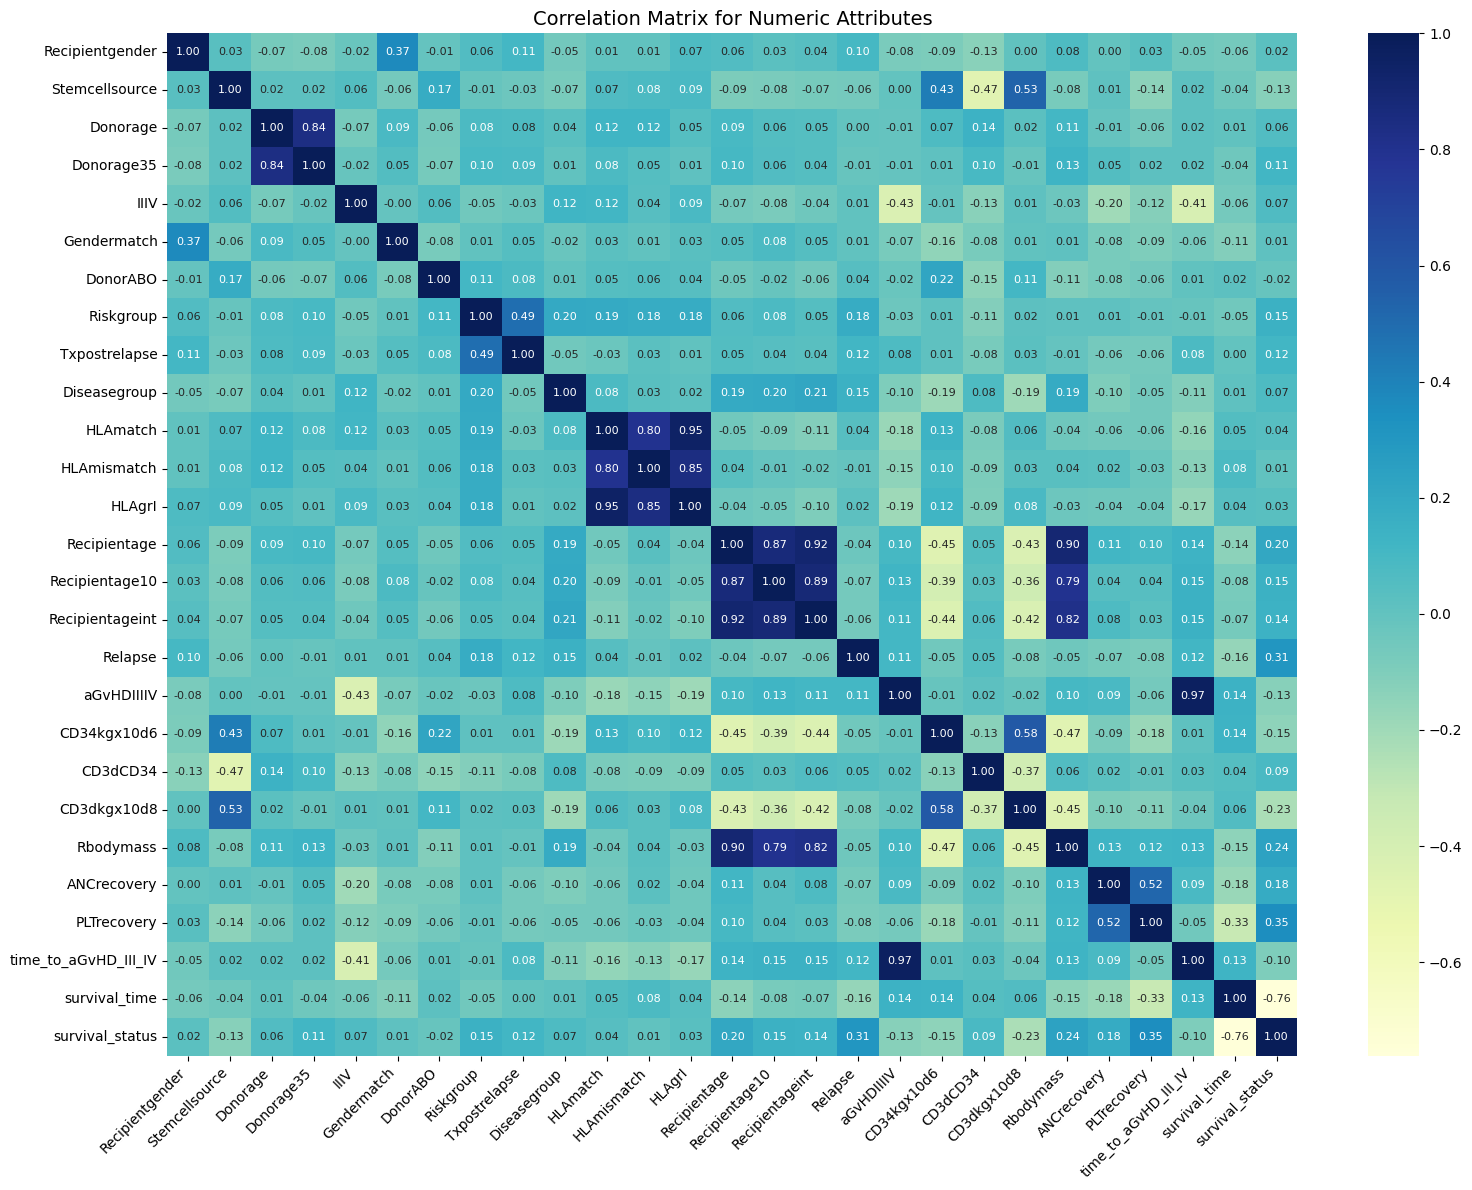 Correlation Matrix for Numeric Attributes
Recipientgender 1.00 0.03 -0.07 -0.08 -0.02 0.37 -0.01 0.06 0.11 -0.05 0.01 0.01 0.07 0.06 0.03 0.04 0.10 -0.08 -0.09 -0.13 0.00 0.08 0.00 0.03 -0.05 -0.06 0.02
Stemcellsource 0.03 1.00 0.02 0.02 0.06 -0.06 0.17 -0.01 -0.03 -0.07 0.07 0.08 0.09 -0.09 -0.08 -0.07 -0.06 0.00 0.43 -0.47 0.53 -0.08 0.01 -0.14 0.02 -0.04 -0.13
Donorage -0.07 0.02 1.00 0.84 -0.07 0.09 -0.06 0.08 0.08 0.04 0.12 0.12 0.05 0.09 0.06 0.05 0.00 -0.01 0.07 0.14 0.02 0.11 -0.01 -0.06 0.02 0.01 0.06
Donorage35 -0.08 0.02 0.84 1.00 -0.02 0.05 -0.07 0.10 0.09 0.01 0.08 0.05 0.01 0.10 0.06 0.04 -0.01 -0.01 0.01 0.10 -0.01 0.13 0.05 0.02 0.02 -0.04 0.11
IIIV -0.02 0.06 -0.07 -0.02 1.00 -0.00 0.06 -0.05 -0.03 0.12 0.12 0.04 0.09 -0.07 -0.08 -0.04 0.01 -0.43 -0.01 -0.13 0.01 -0.03 -0.20 -0.12 -0.41 -0.06 0.07
Gendermatch 0.37 -0.06 0.09 0.05 -0.00 1.00 -0.08 0.01 0.05 -0.02 0.03 0.01 0.03 0.05 0.08 0.05 0.01 -0.07 -0.16 -0.08 0.01 0.01 -0.08 -0.09 -0.06 -0.11 0.01
DonorABO -0.01 0.17 -0.06 -0.07 0.06 -0.08 1.00 0.11 0.08 0.01 0.05 0.06 0.04 -0.05 -0.02 -0.06 0.04 -0.02 0.22 -0.15 0.11 -0.11 -0.08 -0.06 0.01 0.02 -0.02
Riskgroup 0.06 -0.01 0.08 0.10 -0.05 0.01 0.11 1.00 0.49 0.20 0.19 0.18 0.18 0.06 0.08 0.05 0.18 -0.03 0.01 -0.11 0.02 0.01 0.01 -0.01 -0.01 -0.05 0.15
Txpostrelapse 0.11 -0.03 0.08 0.09 -0.03 0.05 0.08 0.49 1.00 -0.05 -0.03 0.03 0.01 0.05 0.04 0.04 0.12 0.08 0.01 -0.08 0.03 -0.01 -0.06 -0.06 0.08 0.00 0.12
Diseasegroup -0.05 -0.07 0.04 0.01 0.12 -0.02 0.01 0.20 -0.05 1.00 0.08 0.03 0.02 0.19 0.20 0.21 0.15 -0.10 -0.19 0.08 -0.19 0.19 -0.10 -0.05 -0.11 0.01 0.07
HLAmatch 0.01 0.07 0.12 0.08 0.12 0.03 0.05 0.19 -0.03 0.08 1.00 0.80 0.95 -0.05 -0.09 -0.11 0.04 -0.18 0.13 -0.08 0.06 -0.04 -0.06 -0.06 -0.16 0.05 0.04
HLAmismatch 0.01 0.08 0.12 0.05 0.04 0.01 0.06 0.18 0.03 0.03 0.80 1.00 0.85 0.04 -0.01 -0.02 -0.01 -0.15 0.10 -0.09 0.03 0.04 0.02 -0.03 -0.13 0.08 0.01
HLAgrI 0.07 0.09 0.05 0.01 0.09 0.03 0.04 0.18 0.01 0.02 0.95 0.85 1.00 -0.04 -0.05 -0.10 0.02 -0.19 0.12 -0.09 0.08 -0.03 -0.04 -0.04 -0.17 0.04 0.03
Recipientage 0.06 -0.09 0.09 0.10 -0.07 0.05 -0.05 0.06 0.05 0.19 -0.05 0.04 -0.04 1.00 0.87 0.92 -0.04 0.10 -0.45 0.05 -0.43 0.90 0.11 0.10 0.14 -0.14 0.20
Recipientage10 0.03 -0.08 0.06 0.06 -0.08 0.08 -0.02 0.08 0.04 0.20 -0.09 -0.01 -0.05 0.87 1.00 0.89 -0.07 0.13 -0.39 0.03 -0.36 0.79 0.04 0.04 0.15 -0.08 0.15
Recipientageint 0.04 -0.07 0.05 0.04 -0.04 0.05 -0.06 0.05 0.04 0.21 -0.11 -0.02 -0.10 0.92 0.89 1.00 -0.06 0.11 -0.44 0.06 -0.42 0.82 0.08 0.03 0.15 -0.07 0.14
Relapse 0.10 -0.06 0.00 -0.01 0.01 0.01 0.04 0.18 0.12 0.15 0.04 -0.01 0.02 -0.04 -0.07 -0.06 1.00 0.11 -0.05 0.05 -0.08 -0.05 -0.07 -0.08 0.12 -0.16 0.31
aGvHDIIIIV -0.08 0.00 -0.01 -0.01 -0.43 -0.07 -0.02 -0.03 0.08 -0.10 -0.18 -0.15 -0.19 0.10 0.13 0.11 0.11 1.00 -0.01 0.02 -0.02 0.10 0.09 -0.06 0.97 0.14 -0.13
CD34kgx10d6 -0.09 0.43 0.07 0.01 -0.01 -0.16 0.22 0.01 0.01 -0.19 0.13 0.10 0.12 -0.45 -0.39 -0.44 -0.05 -0.01 1.00 -0.13 0.58 -0.47 -0.09 -0.18 0.01 0.14 -0.15
CD3dCD34 -0.13 -0.47 0.14 0.10 -0.13 -0.08 -0.15 -0.11 -0.08 0.08 -0.08 -0.09 -0.09 0.05 0.03 0.06 0.05 0.02 -0.13 1.00 -0.37 0.06 0.02 -0.01 0.03 0.04 0.09
CD3dkgx10d8 0.00 0.53 0.02 -0.01 0.01 0.01 0.11 0.02 0.03 -0.19 0.06 0.03 0.08 -0.43 -0.36 -0.42 -0.08 -0.02 0.58 -0.37 1.00 -0.45 -0.10 -0.11 -0.04 0.06 -0.23
Rbodymass 0.08 -0.08 0.11 0.13 -0.03 0.01 -0.11 0.01 -0.01 0.19 -0.04 0.04 -0.03 0.90 0.79 0.82 -0.05 0.10 -0.47 0.06 -0.45 1.00 0.13 0.12 0.13 -0.15 0.24
ANCrecovery 0.00 0.01 -0.01 0.05 -0.20 -0.08 -0.08 0.01 -0.06 -0.10 -0.06 0.02 -0.04 0.11 0.04 0.08 -0.07 0.09 -0.09 0.02 -0.10 0.13 1.00 0.52 0.09 -0.18 0.18
PLTrecovery 0.03 -0.14 -0.06 0.02 -0.12 -0.09 -0.06 -0.01 -0.06 -0.05 -0.06 -0.03 -0.04 0.10 0.04 0.03 -0.08 -0.06 -0.18 -0.01 -0.11 0.12 0.52 1.00 -0.05 -0.33 0.35
time_to_aGvHD_III_IV -0.05 0.02 0.02 0.02 -0.41 -0.06 0.01 -0.01 0.08 -0.11 -0.16 -0.13 -0.17 0.14 0.15 0.15 0.12 0.97 0.01 0.03 -0.04 0.13 0.09 -0.05 1.00 0.13 -0.10
survival_time -0.06 -0.04 0.01 -0.04 -0.06 -0.11 0.02 -0.05 0.00 0.01 0.05 0.08 0.04 -0.14 -0.08 -0.07 -0.16 0.14 0.14 0.04 0.06 -0.15 -0.18 -0.33 0.13 1.00 -0.76
survival_status 0.02 -0.13 0.06 0.11 0.07 0.01 -0.02 0.15 0.12 0.07 0.04 0.01 0.03 0.20 0.15 0.14 0.31 -0.13 -0.15 0.09 -0.23 0.24 0.18 0.35 -0.10 -0.76 1.00
Recipientgender
Stemcellsource
Donorage
Donorage35
IIIV
Gendermatch
DonorABO
Riskgroup
Txpostrelapse
Diseasegroup
HLAmatch
HLAmismatch
HLAgrI
Recipientage
Recipientage10
Recipientageint
Relapse
aGvHDIIIIV
CD34kgx10d6
CD3dCD34
CD3dkgx10d8
Rbodymass
ANCrecovery
PLTrecovery
time_to_aGvHD_III_IV
survival_time
survival_status
1.0
0.8
0.6
0.4
0.2
0.0
−0.2
−0.4
−0.6